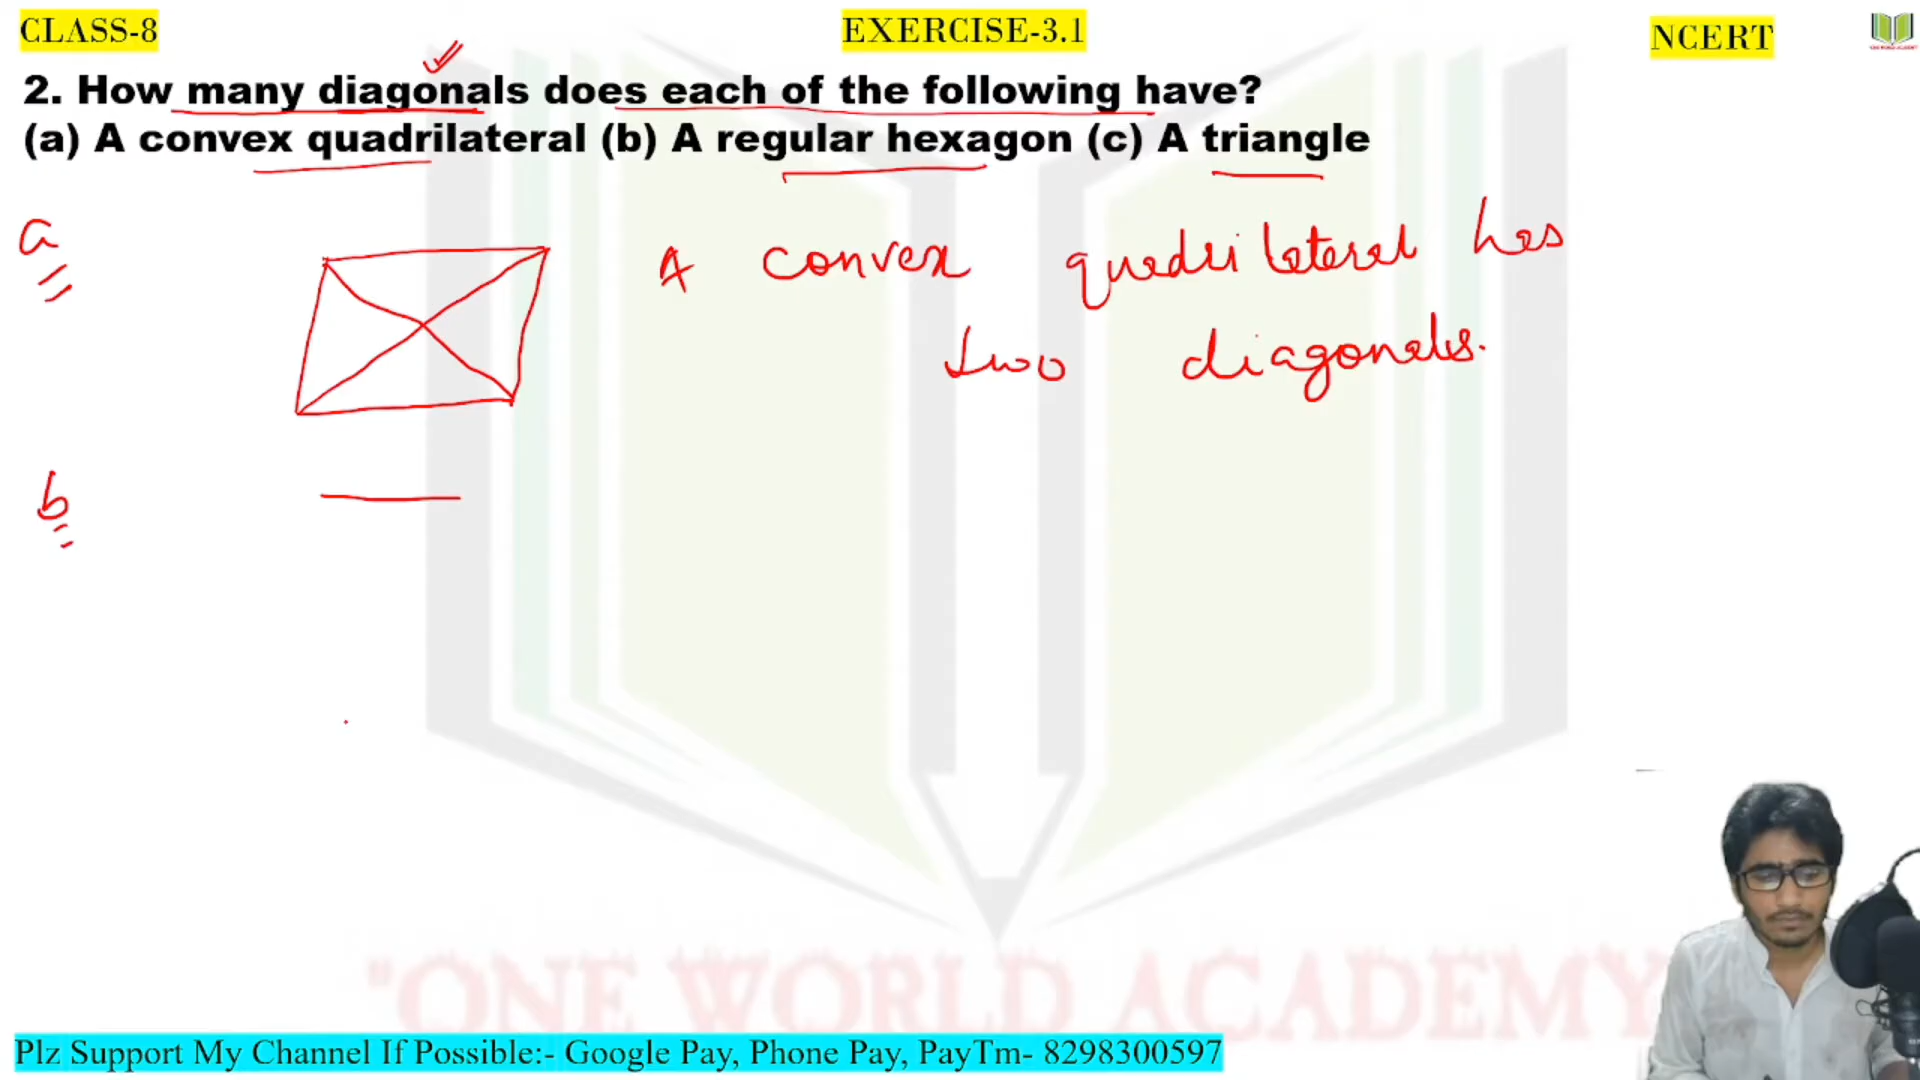 CLASS-8
EXERCISE-3.1
NCERT
2. How many diagonals does each of the following have?
(a) A convex quadrilateral (b) A regular hexagon (c) A triangle
a
A convex quadrilateral has
two diagonals.
b
"ONE WORLD ACADEMY
Plz Support My Channel If Possible:- Google Pay, Phone Pay, PayTm- 8298300597